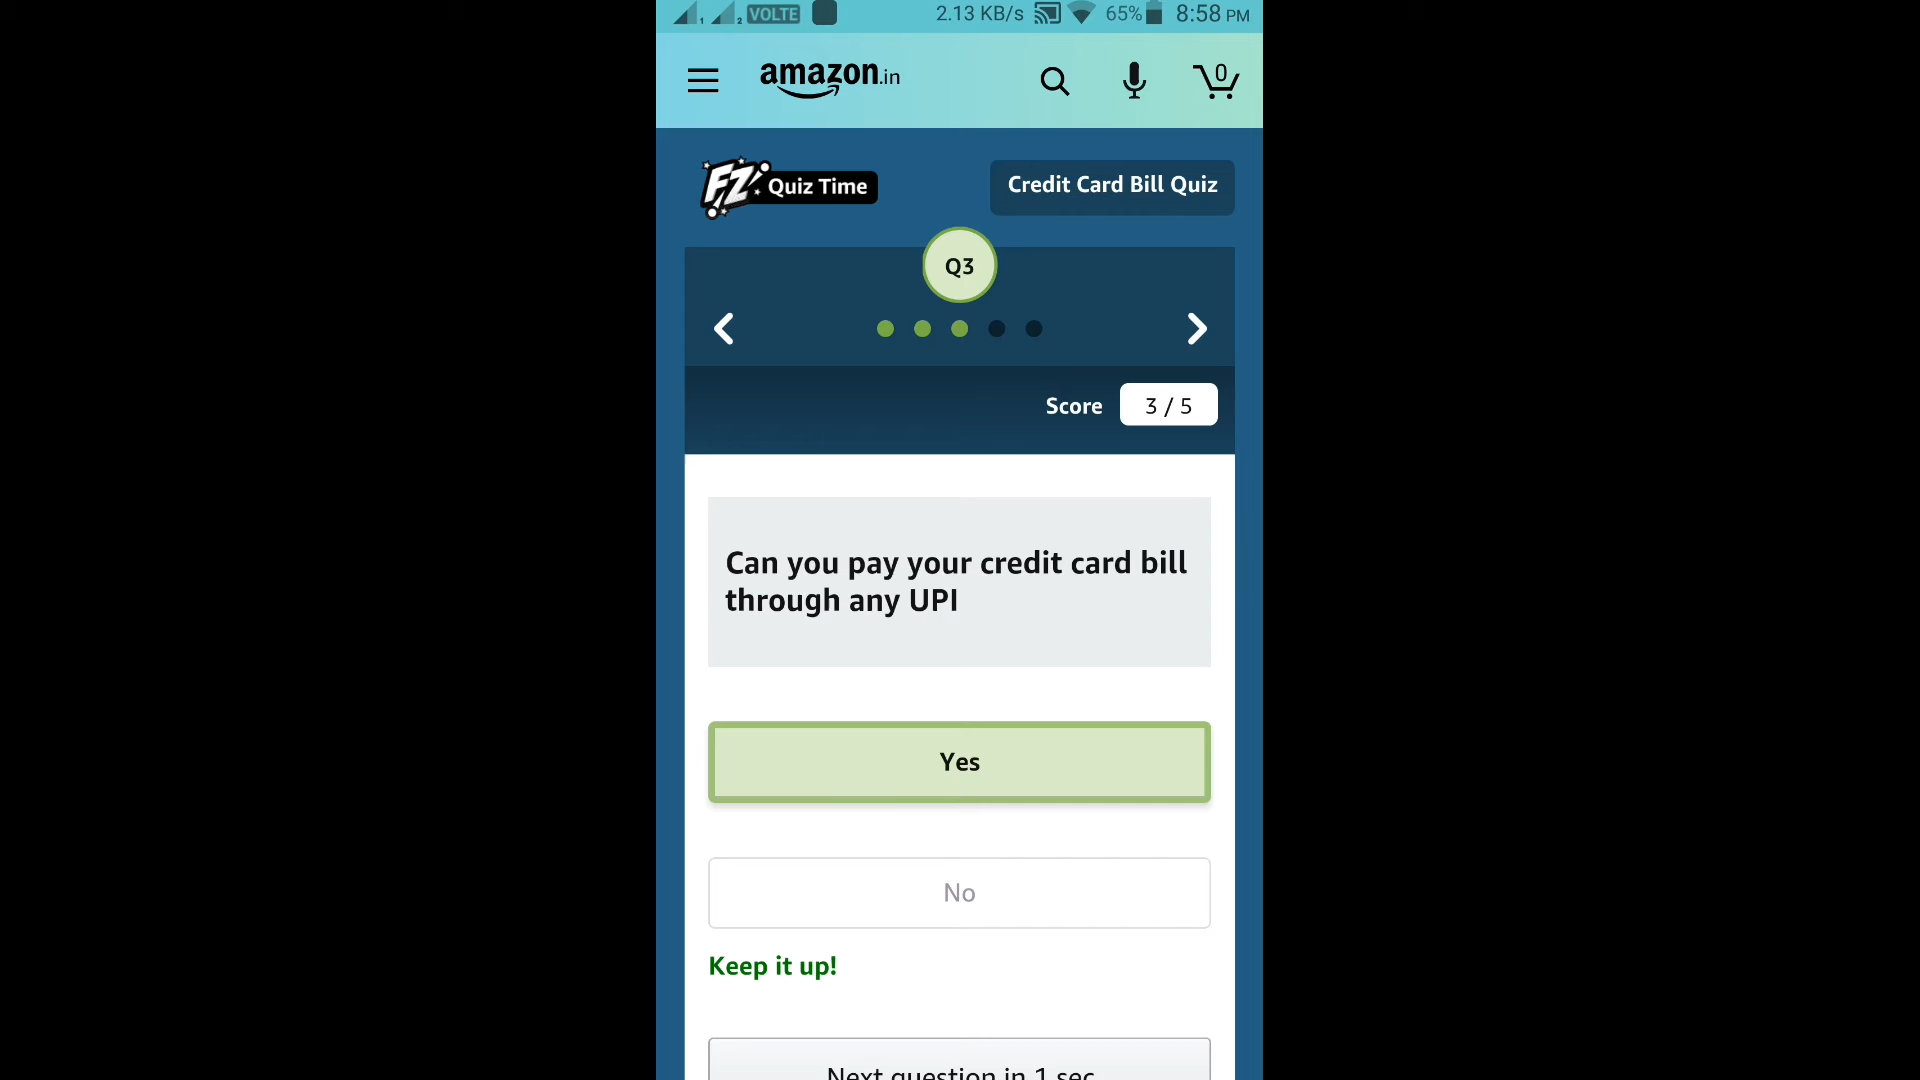 1 2 VOLTE 2.13 KB/s 65% 8:58 PM
amazon.in 0
FZ Quiz Time Credit Card Bill Quiz
Q3
Score 3 / 5
Can you pay your credit card bill
through any UPI
Yes
No
Keep it up!
Next question in 1 sec